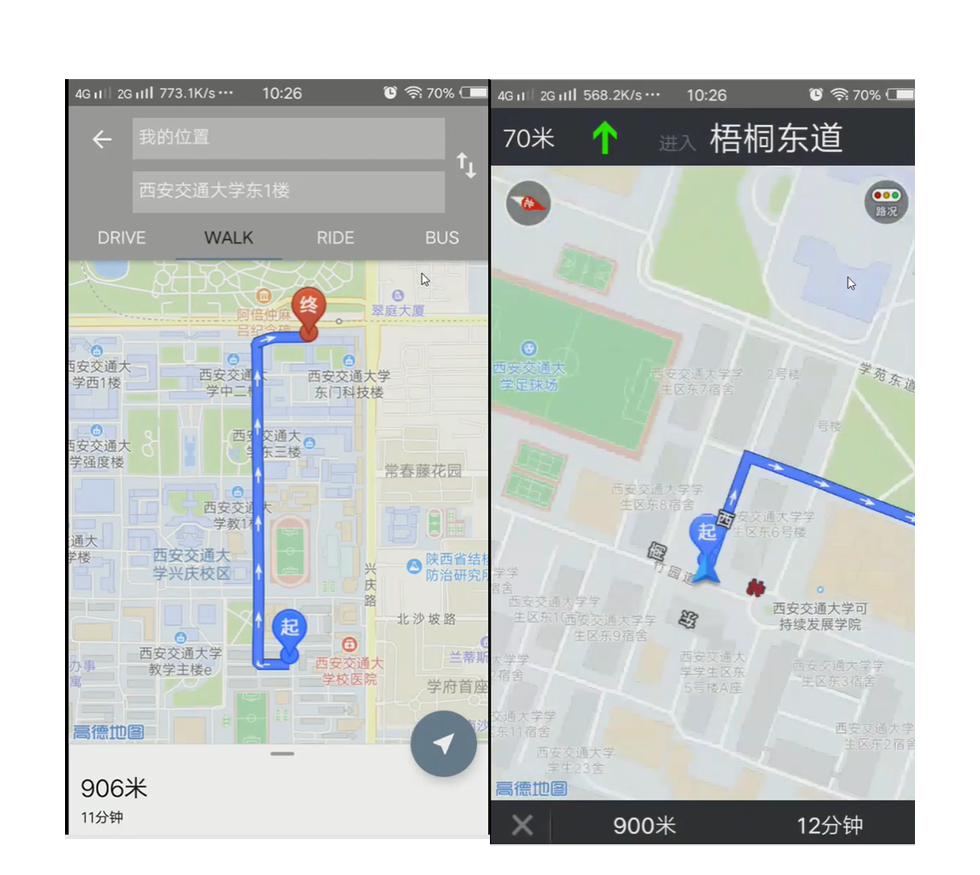 4G 2G 773.1K/s ··· 10:26 70%
我的位置
西安交通大学东1楼
DRIVE WALK RIDE BUS
终
阿倍仲麻
吕纪念碑
翠庭大厦
西安交通大
学西1楼
西安交通大
学中二楼
西安交通大学
东门科技楼
西安交通大
学强度楼
西安交通大
学东三楼
常春藤花园
西安交通大
学教1楼
通大
学楼
西安交通大
学兴庆校区
陕西省结核
防治研究所
兴庆路
北沙坡路
起
西安交通大学
教学主楼e
西安交通大
学校医院
兰蒂斯
办事
寓
学府首座
高德地图
906米
11分钟
4G 2G 568.2K/s ··· 10:26 70%
70米 进入 梧桐东道
路况
西安交通大
学足球场
西安交通大学学
生区东7宿舍
2号楼
学苑东道
号楼
西安交通大学学
生区东8宿舍
西
西安交通大学学
生区东6号楼
起
南
竹园道
北
东
西安交通大学可
持续发展学院
西安交通大学学
生区东9宿舍
西安交通大
学学生区东
5号楼A座
西安交通大学学
生区东3宿舍
大学学
2宿舍
西安交通大学
生区东2宿舍
交通大学学
区东11宿舍
西安交通大学
学生23舍
高德地图
900米 12分钟